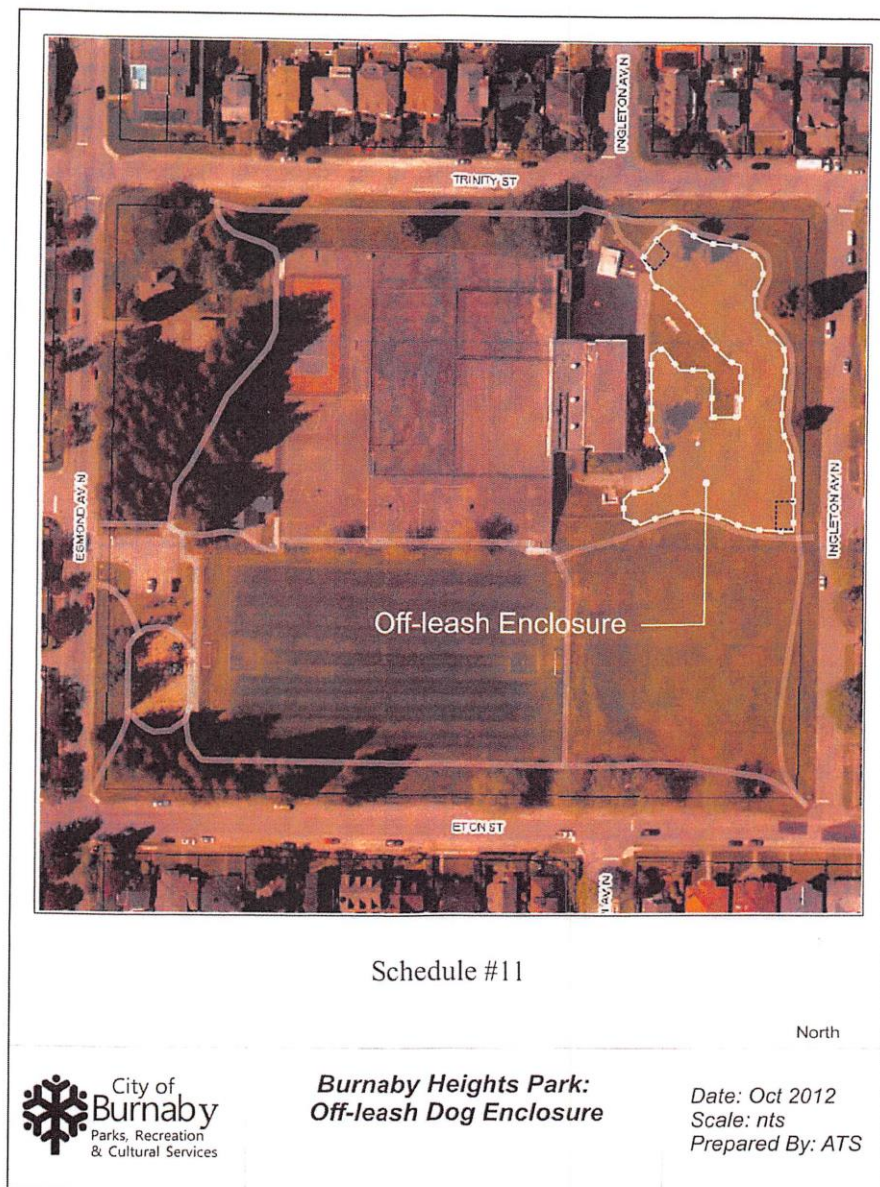 INGLETON AV.N
TRINITY ST
EGMOND AV.N
INGLETON AV.N
Off-leash Enclosure
ETON ST
AV.N
Schedule #11
North
City of
Burnaby
Parks, Recreation
& Cultural Services
Burnaby Heights Park:
Off-leash Dog Enclosure
Date: Oct 2012
Scale: nts
Prepared By: ATS